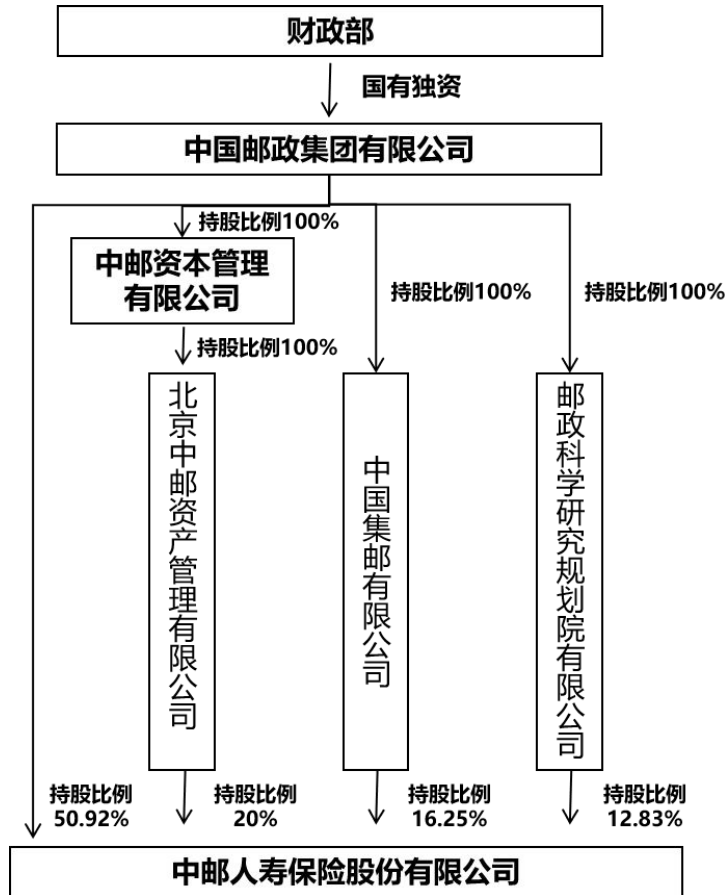 财政部
国有独资
中国邮政集团有限公司
持股比例100%
中邮资本管理
有限公司
持股比例100%
持股比例100%
持股比例100%
北京中邮资产管理有限公司
中国集邮有限公司
邮政科学研究规划院有限公司
持股比例
50.92%
持股比例
20%
持股比例
16.25%
持股比例
12.83%
中邮人寿保险股份有限公司